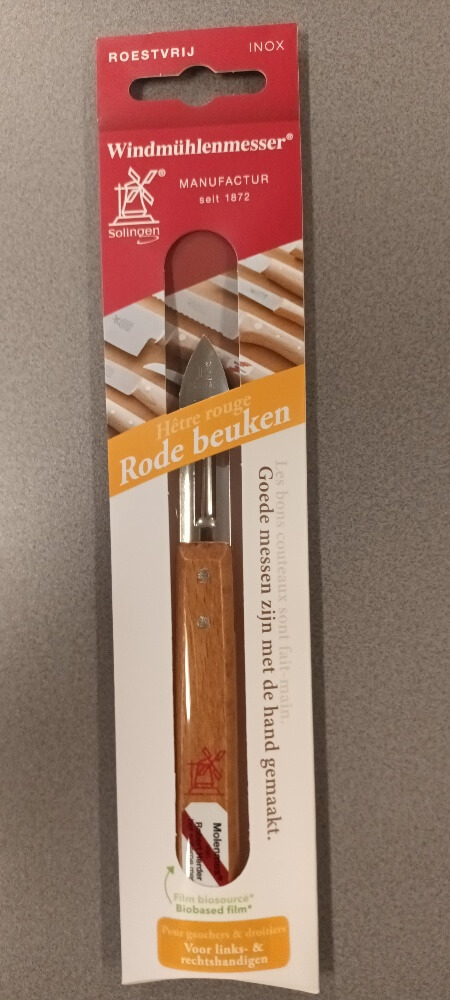 ROESTVRIJ INOX
Windmühlenmesser®
MANUFACTUR
seit 1872
®
Solingen
Hêtre rouge
Rode beuken
Les bons couteaux sont fait-main.
Goede messen zijn met de hand gemaakt.
Film biosourcé*
Biobased film*
Pour gauchers & droitiers
Voor links- &
rechtshandigen